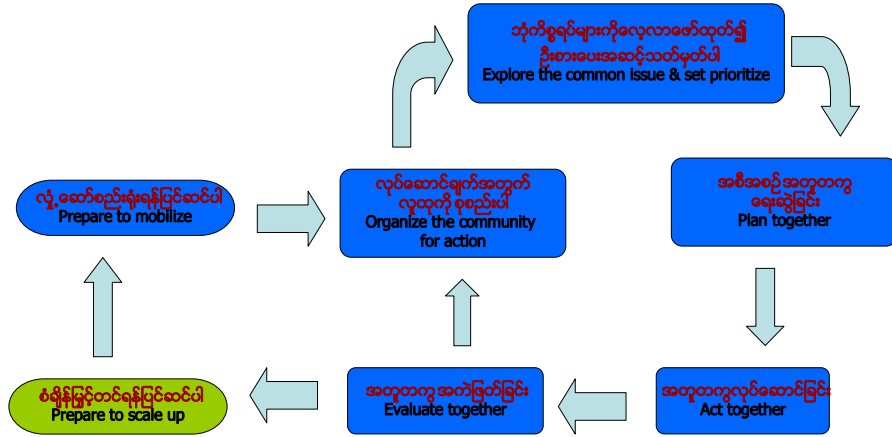 ဘုံကိစ္စရပ်များကိုလေ့လာဖော်ထုတ်၍
ဦးစားပေးအဆင့်သတ်မှတ်ပါ
Explore the common issue & set prioritize
လှုံ့ဆော်စည်းရုံးရန်ပြင်ဆင်ပါ
Prepare to mobilize
လုပ်ဆောင်ချက်အတွက်
လူထုကို စုစည်းပါ
Organize the community
for action
အစီအစဉ် အတူတကွ
ရေးဆွဲခြင်း
Plan together
စံချိန်မြှင့်တင်ရန်ပြင်ဆင်ပါ
Prepare to scale up
အတူတကွ အကဲဖြတ်ခြင်း
Evaluate together
အတူတကွလုပ်ဆောင်ခြင်း
Act together